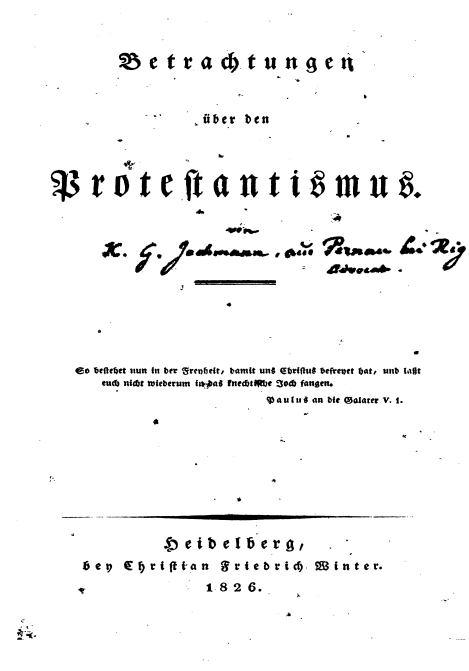 Betrachtungen
über den
Protestantismus.
von
K. G. Jochmann, aus Pernau bei Rig
Advocat.
So bestehet nun in der Freyheit, damit uns Christus befreyet hat, und laßt
euch nicht wiederum in das knechtische Joch fangen.
Paulus an die Galater V. 1.
Heidelberg,
bey Christian Friedrich Winter.
1826.